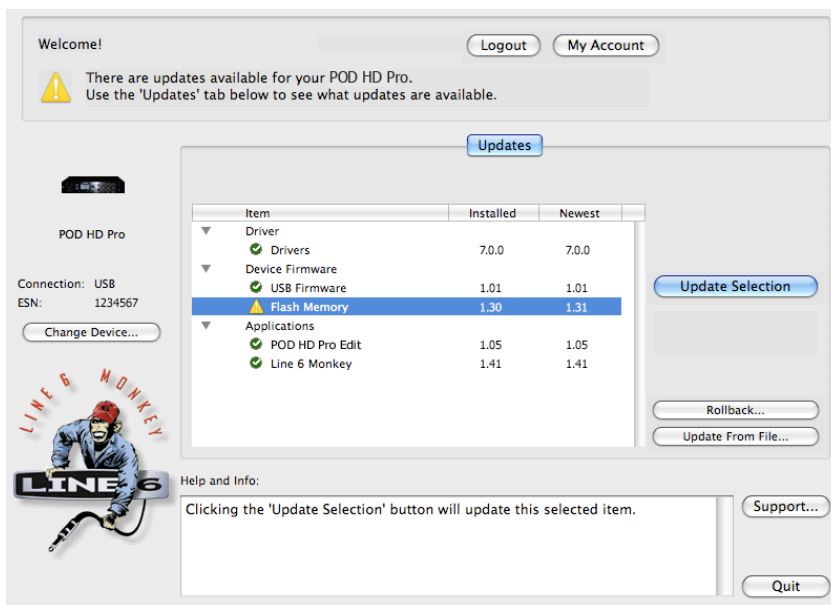 Welcome!
Logout
My Account
There are updates available for your POD HD Pro.
Use the 'Updates' tab below to see what updates are available.
Updates
POD HD Pro
Connection: USB
ESN: 1234567
Change Device...
LINE 6 MONKEY
LINE 6
Item Installed Newest
Driver
Drivers 7.0.0 7.0.0
Device Firmware
USB Firmware 1.01 1.01
Flash Memory 1.30 1.31
Applications
POD HD Pro Edit 1.05 1.05
Line 6 Monkey 1.41 1.41
Update Selection
Rollback...
Update From File...
Help and Info:
Clicking the 'Update Selection' button will update this selected item.
Support...
Quit